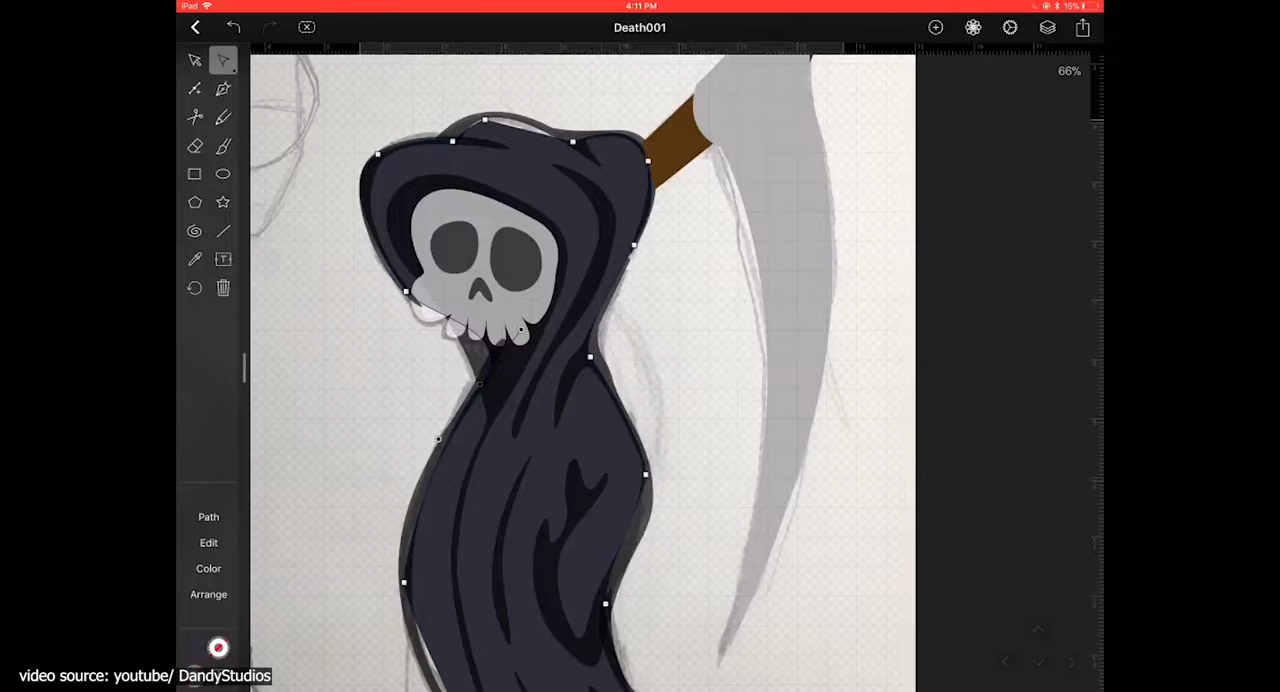 iPad
4:11 PM
15%
Death001
66%
T
Path
Edit
Color
Arrange
video source: youtube/ DandyStudios